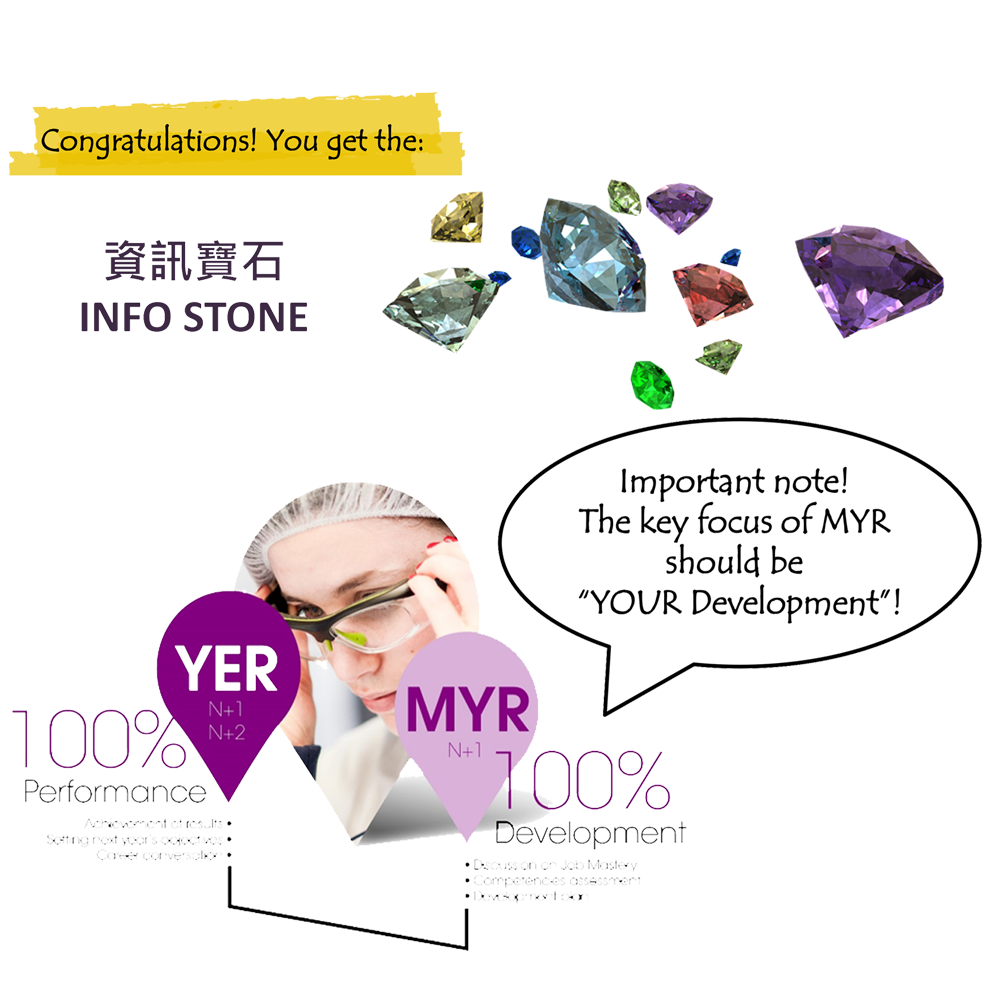 Congratulations! You get the:
資訊寶石
INFO STONE
Important note!
The key focus of MYR
should be
“YOUR Development”!
YER
N+1
N+2
100%
Performance
Achievement of results •
Setting next year's objectives •
Career conversation •
MYR
N+1
100%
Development
• Discussion on Job Mastery
• Competencies assessment
• Development plan